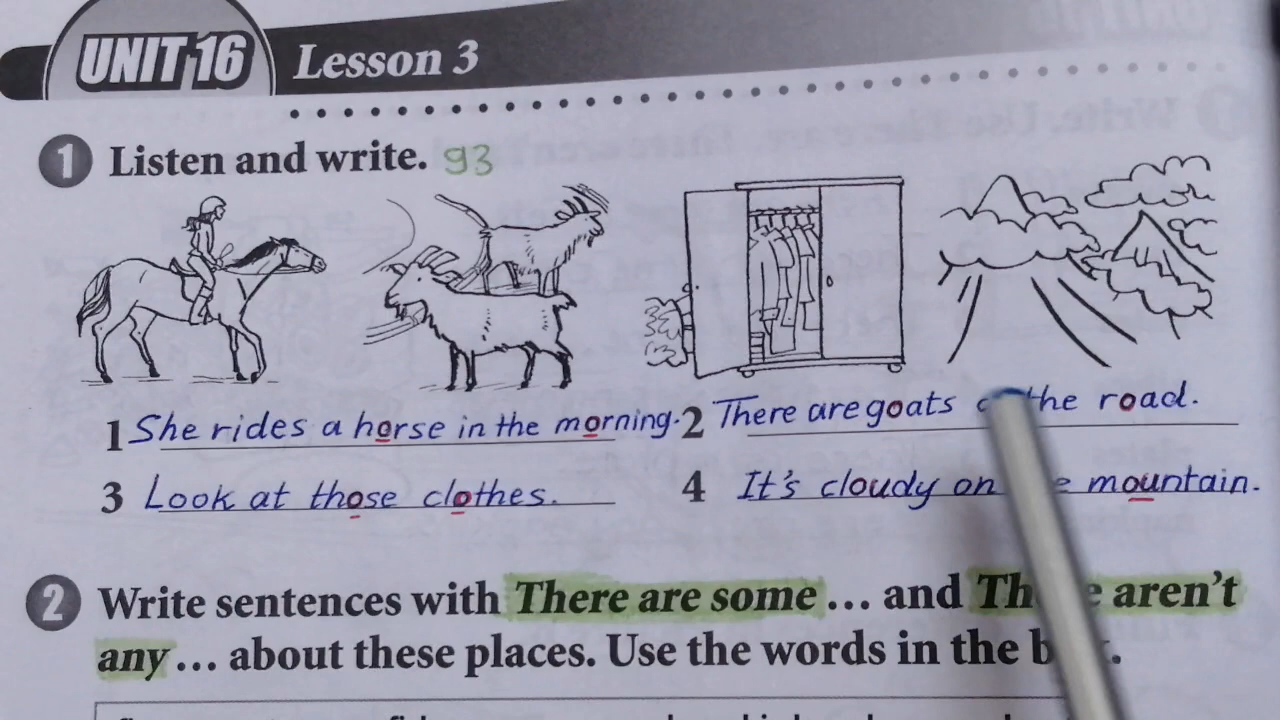 UNIT 16 Lesson 3
1 Listen and write. 93
1 She rides a horse in the morning. 2 There are goats the road.
3 Look at those clothes. 4 It's cloudy on mountain.
2 Write sentences with There are some ... and aren't
any ... about these places. Use the words in the